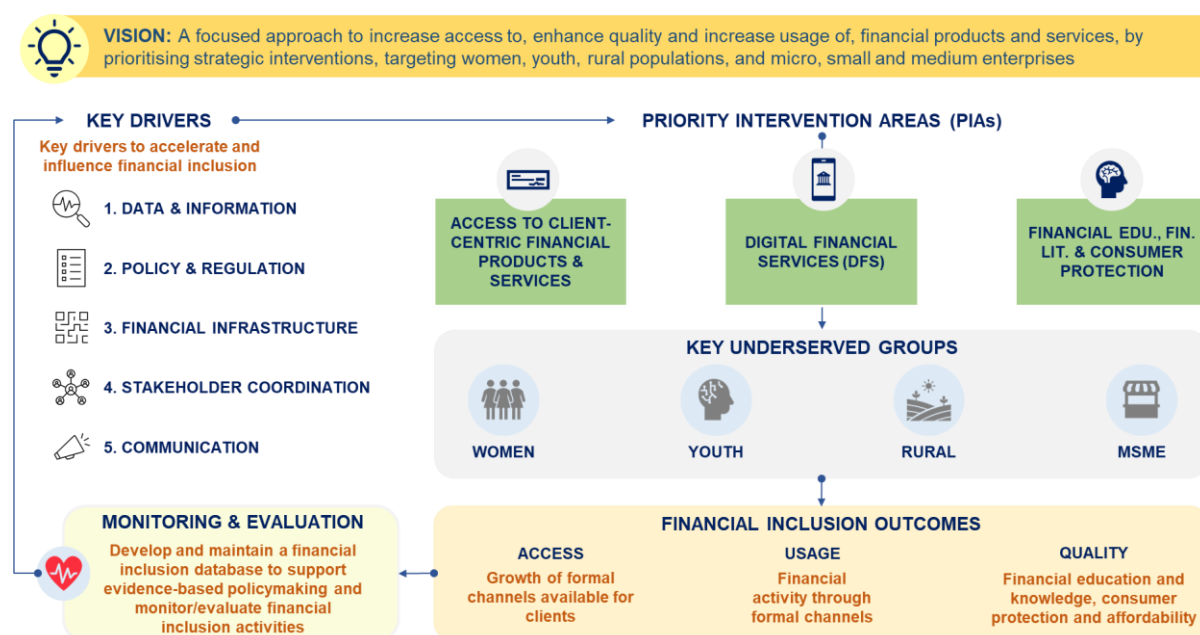 VISION: A focused approach to increase access to, enhance quality and increase usage of, financial products and services, by
prioritising strategic interventions, targeting women, youth, rural populations, and micro, small and medium enterprises
KEY DRIVERS
Key drivers to accelerate and
influence financial inclusion
1. DATA & INFORMATION
2. POLICY & REGULATION
3. FINANCIAL INFRASTRUCTURE
4. STAKEHOLDER COORDINATION
5. COMMUNICATION
PRIORITY INTERVENTION AREAS (PIAs)
ACCESS TO CLIENT-
CENTRIC FINANCIAL
PRODUCTS &
SERVICES
DIGITAL FINANCIAL
SERVICES (DFS)
FINANCIAL EDU., FIN.
LIT. & CONSUMER
PROTECTION
KEY UNDERSERVED GROUPS
WOMEN
YOUTH
RURAL
MSME
FINANCIAL INCLUSION OUTCOMES
ACCESS
Growth of formal
channels available for
clients
USAGE
Financial
activity through
formal channels
QUALITY
Financial education and
knowledge, consumer
protection and affordability
MONITORING & EVALUATION
Develop and maintain a financial
inclusion database to support
evidence-based policymaking and
monitor/evaluate financial
inclusion activities